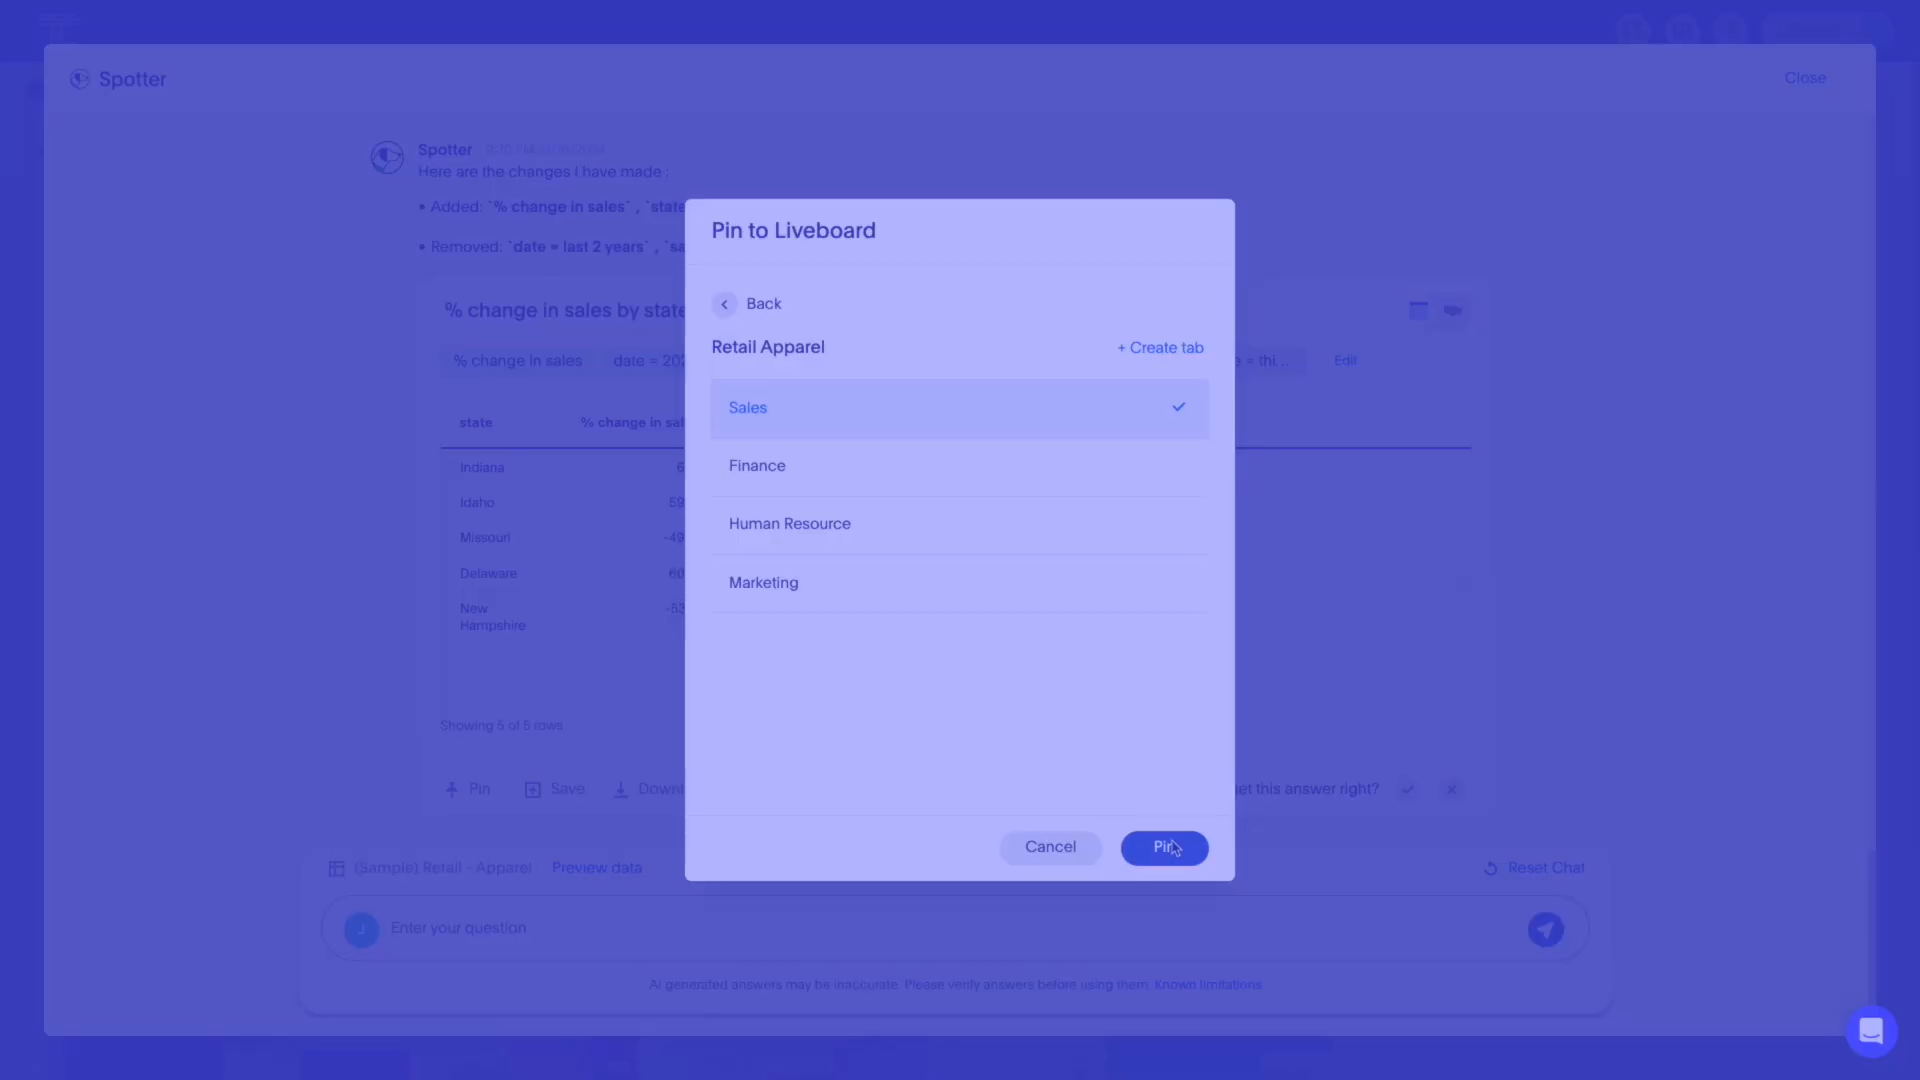 Spotter
Close
Spotter
Here are the changes I have made :
• Added: `% change in sales` , `state
• Removed: `date = last 2 years` , `sa
% change in sales by state
% change in sales
date = 202
e = thi...
Edit
state
% change in sal
Indiana 6
Idaho 59
Missouri -49
Delaware 60
New -53
Hampshire
Showing 5 of 5 rows
Pin
Save
Downl
get this answer right?
Pin to Liveboard
Back
Retail Apparel
+ Create tab
Sales
Finance
Human Resource
Marketing
Cancel
Pin
(Sample) Retail - Apparel
Preview data
Reset Chat
Enter your question
AI generated answers may be inaccurate. Please verify answers before using them. Known limitations